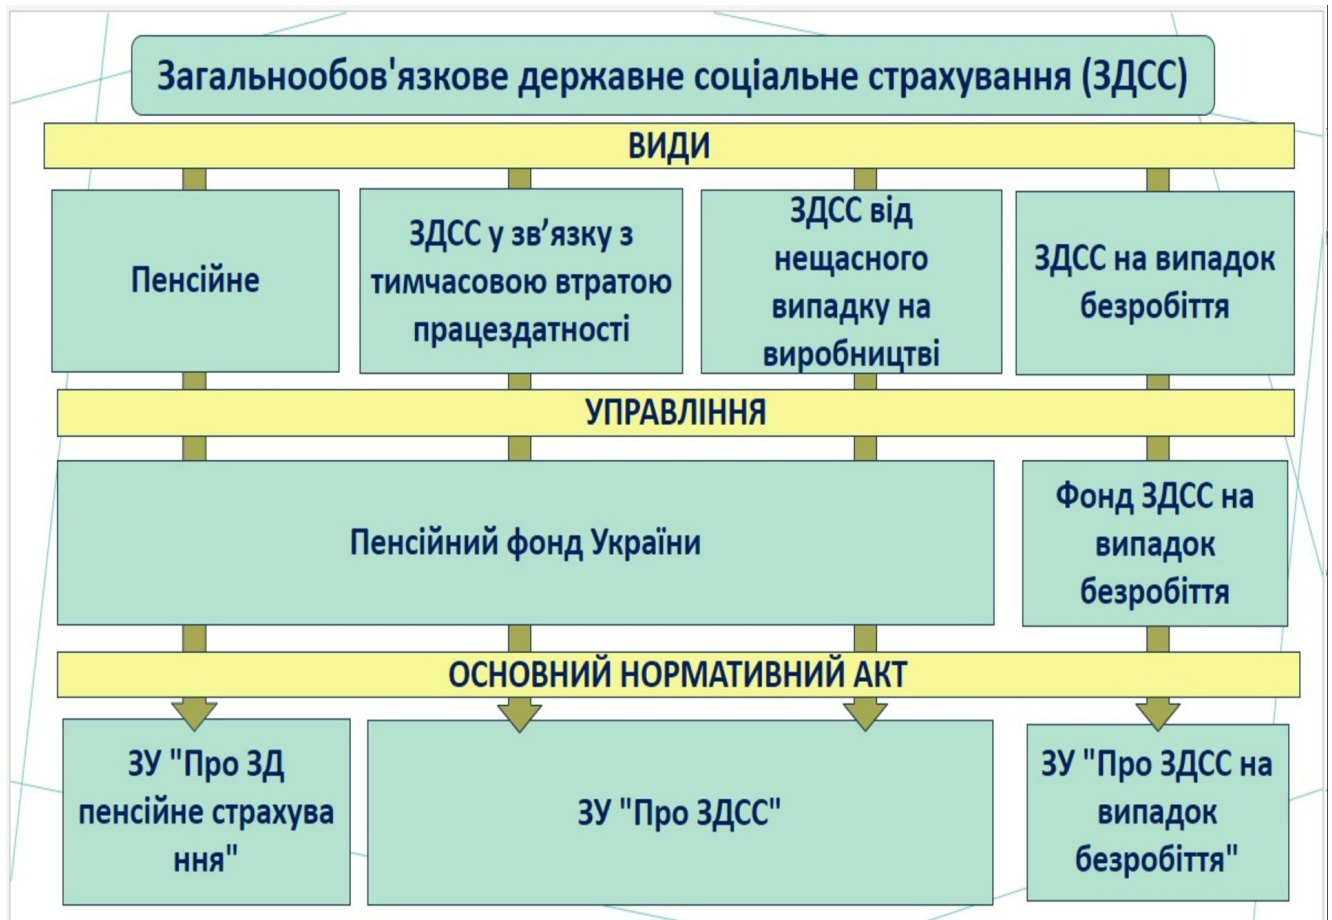 Загальнообов'язкове державне соціальне страхування (ЗДСС)
ВИДИ
Пенсійне
ЗДСС у зв’язку з
тимчасовою втратою
працездатності
ЗДСС від
нещасного
випадку на
виробництві
ЗДСС на випадок
безробіття
УПРАВЛІННЯ
Пенсійний фонд України
Фонд ЗДСС на
випадок
безробіття
ОСНОВНИЙ НОРМАТИВНИЙ АКТ
ЗУ "Про ЗД
пенсійне страхува
ння"
ЗУ "Про ЗДСС"
ЗУ "Про ЗДСС на
випадок
безробіття"